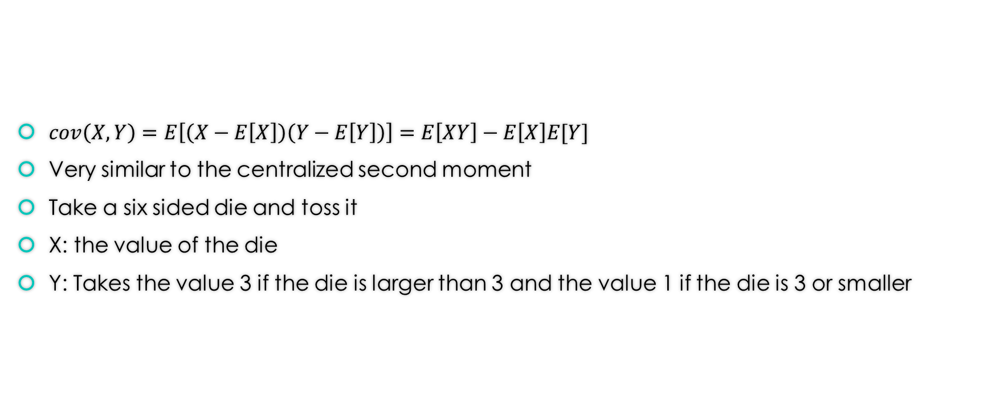 cov(X, Y) = E[(X − E[X])(Y − E[Y])] = E[XY] − E[X]E[Y]
Very similar to the centralized second moment
Take a six sided die and toss it
X: the value of the die
Y: Takes the value 3 if the die is larger than 3 and the value 1 if the die is 3 or smaller